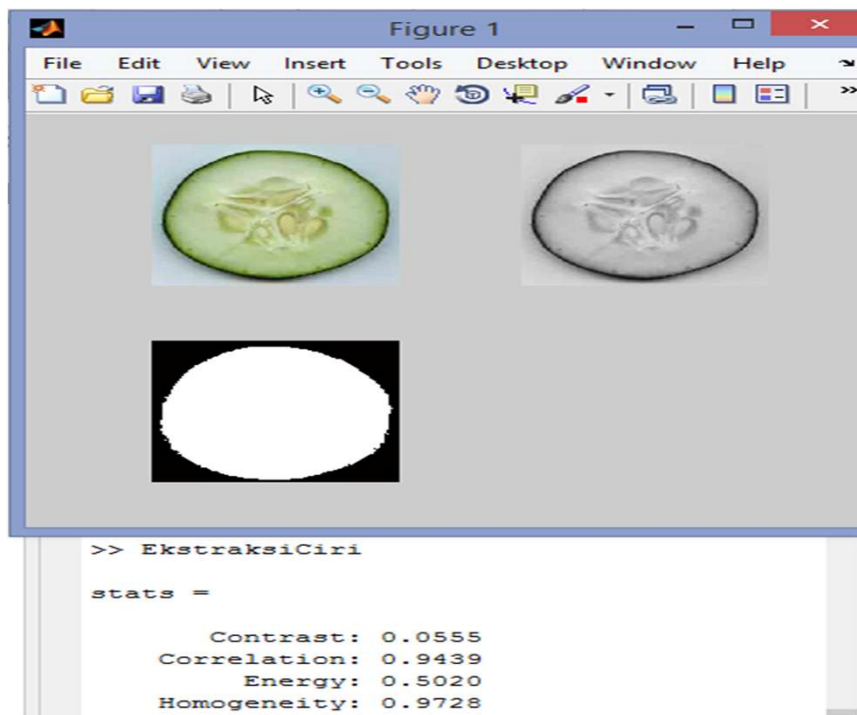 Figure 1
File Edit View Insert Tools Desktop Window Help
>> EkstraksiCiri
stats =
Contrast: 0.0555
Correlation: 0.9439
Energy: 0.5020
Homogeneity: 0.9728